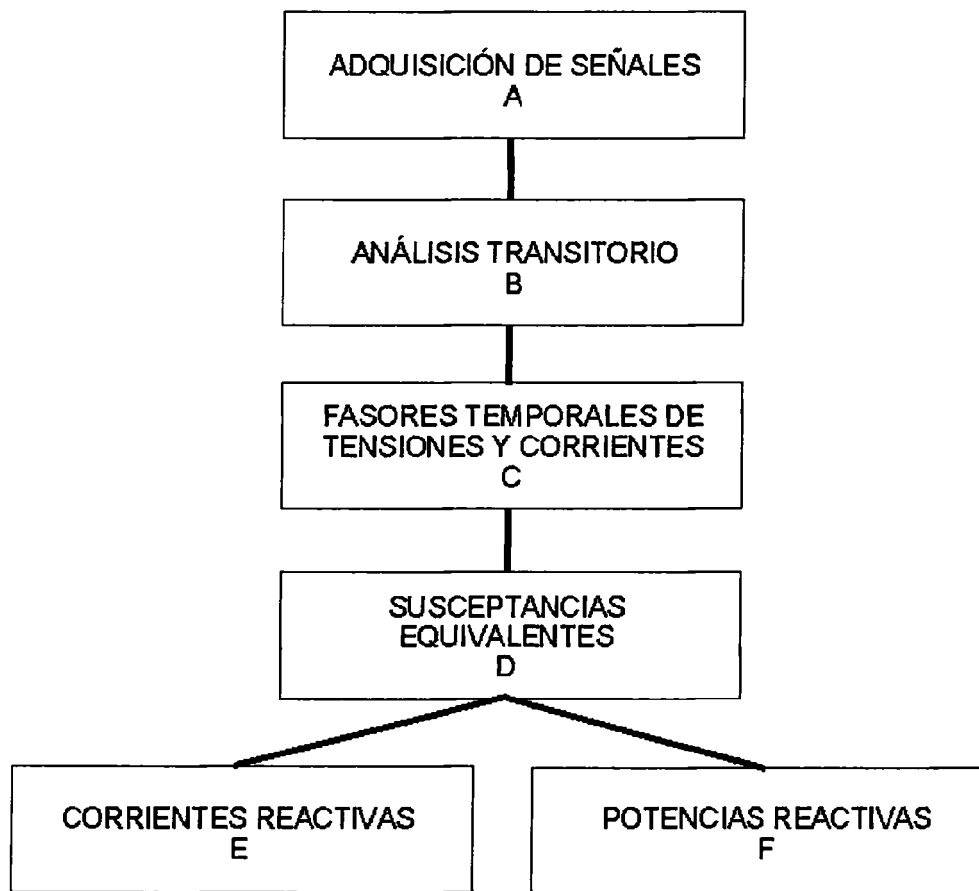 ADQUISICIÓN DE SEÑALES
A
ANÁLISIS TRANSITORIO
B
FASORES TEMPORALES DE
TENSIONES Y CORRIENTES
C
SUSCEPTANCIAS
EQUIVALENTES
D
CORRIENTES REACTIVAS
E
POTENCIAS REACTIVAS
F